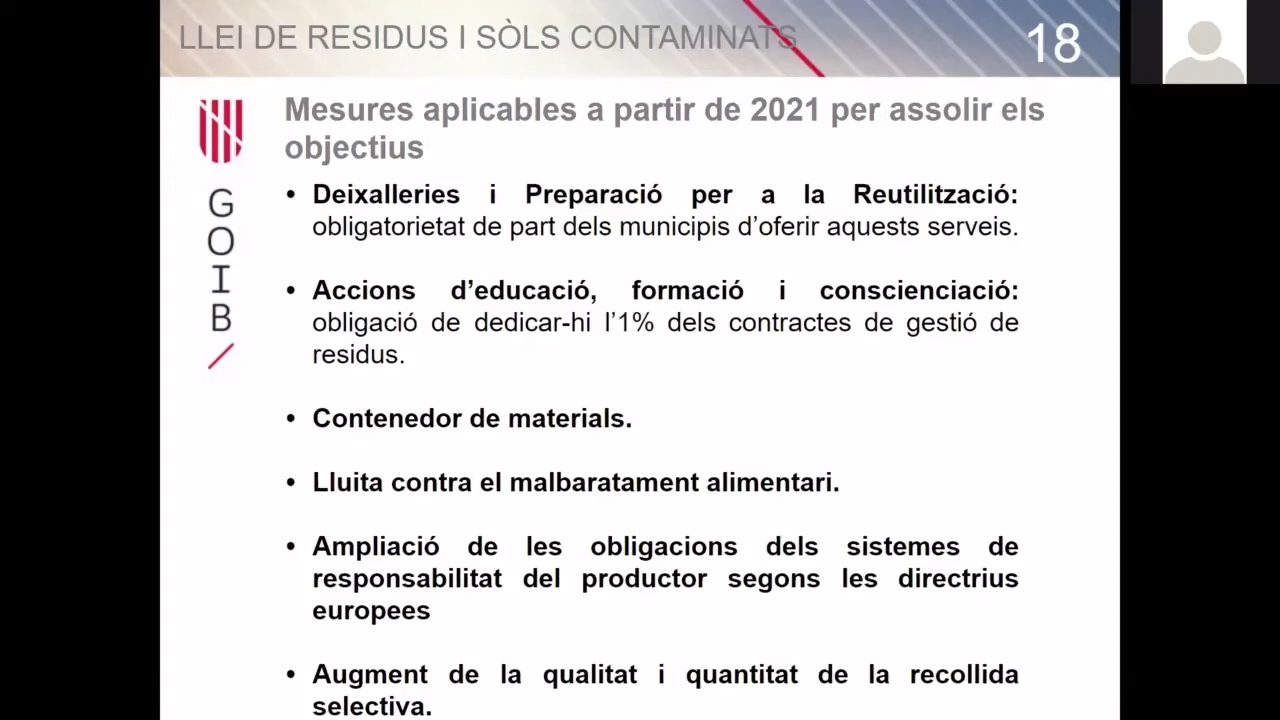 LLEI DE RESIDUS I SÒLS CONTAMINATS
18
Mesures aplicables a partir de 2021 per assolir els
objectius
G
O
I
B
/
• Deixalleries i Preparació per a la Reutilització:
obligatorietat de part dels municipis d’oferir aquests serveis.
• Accions d’educació, formació i conscienciació:
obligació de dedicar-hi l’1% dels contractes de gestió de
residus.
• Contenedor de materials.
• Lluita contra el malbaratament alimentari.
• Ampliació de les obligacions dels sistemes de
responsabilitat del productor segons les directrius
europees
• Augment de la qualitat i quantitat de la recollida
selectiva.